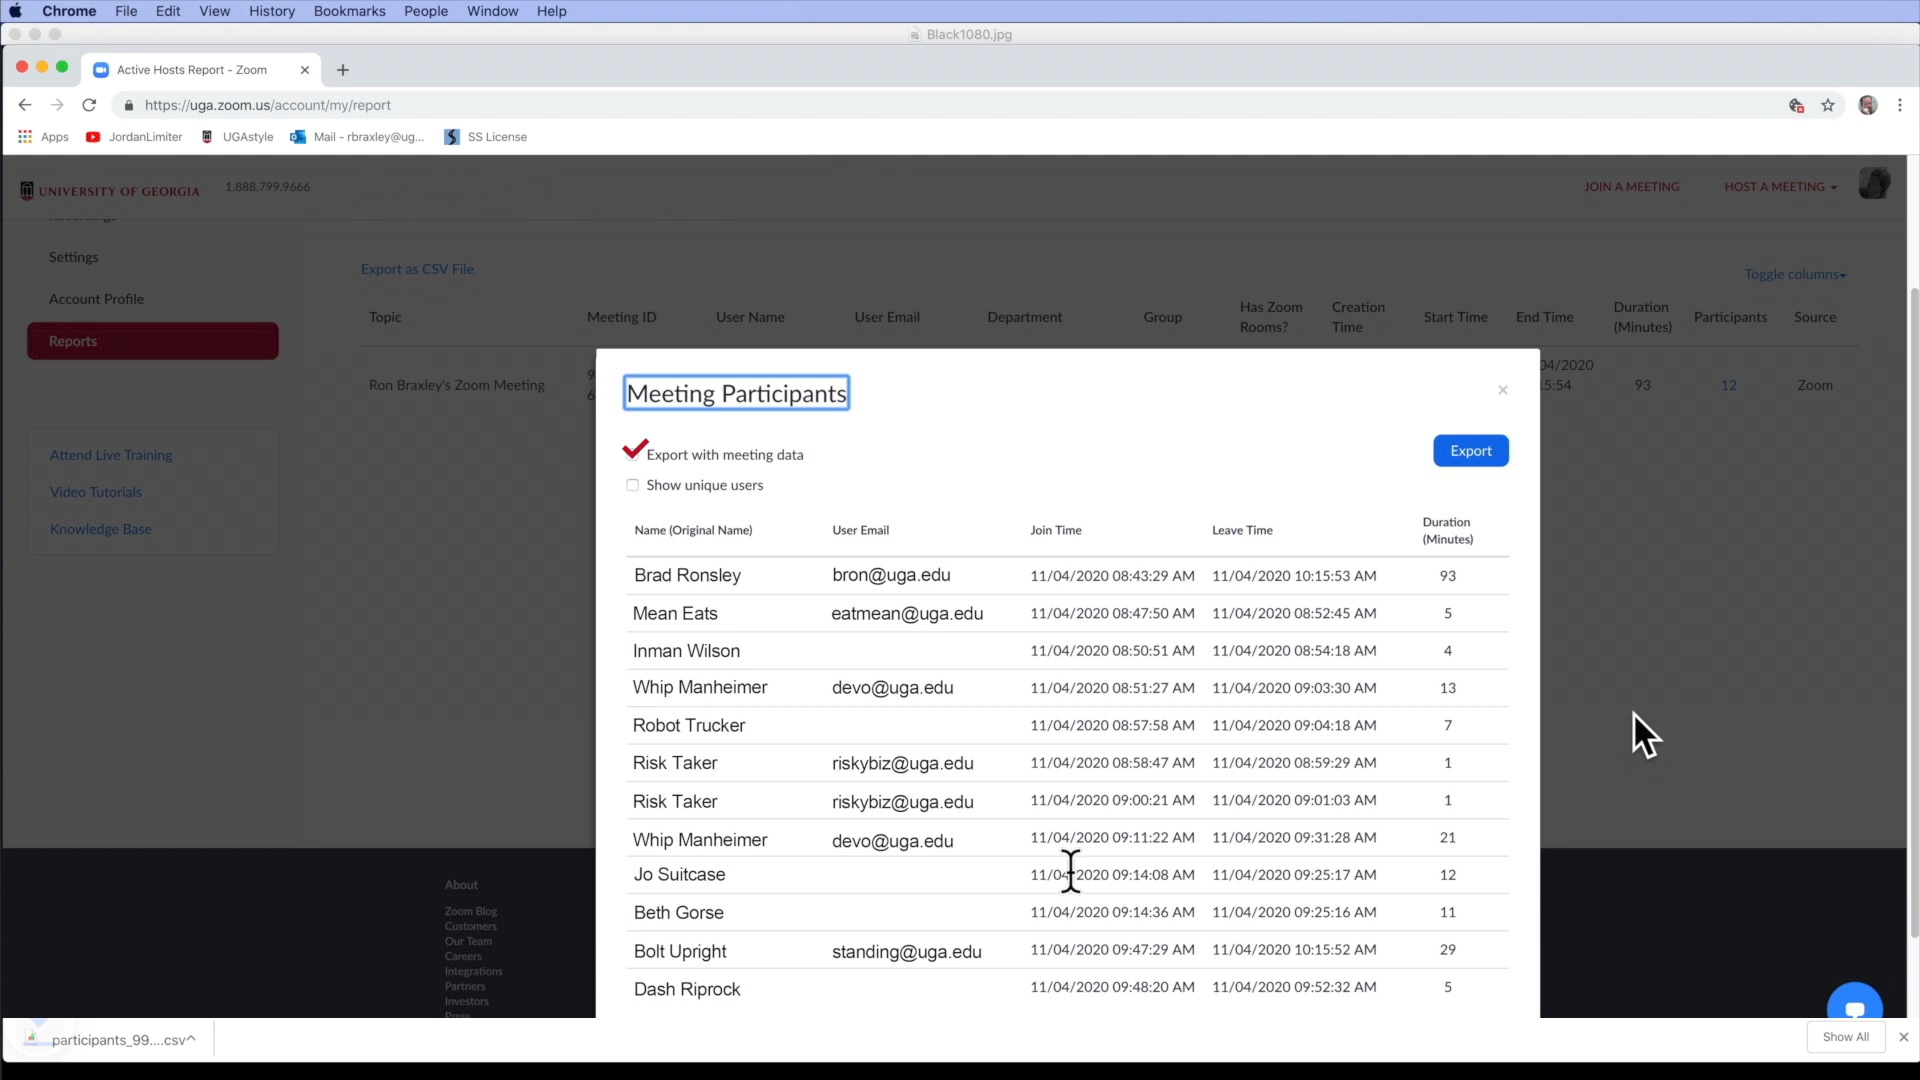 Chrome File Edit View History Bookmarks People Window Help
Black1080.jpg
Active Hosts Report - Zoom
https://uga.zoom.us/account/my/report
Apps JordanLimiter UGAstyle Mail - rbraxley@ug... SS License
UNIVERSITY OF GEORGIA 1.888.799.9666 JOIN A MEETING HOST A MEETING
Settings
Account Profile
Reports
Attend Live Training
Video Tutorials
Knowledge Base
Export as CSV File Toggle columns
Topic Meeting ID User Name User Email Department Group Has Zoom Rooms? Creation Time Start Time End Time Duration (Minutes) Participants Source
Ron Braxley's Zoom Meeting 9 04/2020
6 5:54 93 12 Zoom
Meeting Participants
Export with meeting data Export
Show unique users
Name (Original Name) User Email Join Time Leave Time Duration (Minutes)
Brad Ronsley bron@uga.edu 11/04/2020 08:43:29 AM 11/04/2020 10:15:53 AM 93
Mean Eats eatmean@uga.edu 11/04/2020 08:47:50 AM 11/04/2020 08:52:45 AM 5
Inman Wilson 11/04/2020 08:50:51 AM 11/04/2020 08:54:18 AM 4
Whip Manheimer devo@uga.edu 11/04/2020 08:51:27 AM 11/04/2020 09:03:30 AM 13
Robot Trucker 11/04/2020 08:57:58 AM 11/04/2020 09:04:18 AM 7
Risk Taker riskybiz@uga.edu 11/04/2020 08:58:47 AM 11/04/2020 08:59:29 AM 1
Risk Taker riskybiz@uga.edu 11/04/2020 09:00:21 AM 11/04/2020 09:01:03 AM 1
Whip Manheimer devo@uga.edu 11/04/2020 09:11:22 AM 11/04/2020 09:31:28 AM 21
Jo Suitcase 11/04/2020 09:14:08 AM 11/04/2020 09:25:17 AM 12
Beth Gorse 11/04/2020 09:14:36 AM 11/04/2020 09:25:16 AM 11
Bolt Upright standing@uga.edu 11/04/2020 09:47:29 AM 11/04/2020 10:15:52 AM 29
Dash Riprock 11/04/2020 09:48:20 AM 11/04/2020 09:52:32 AM 5
About
Zoom Blog
Customers
Our Team
Careers
Integrations
Partners
Investors
participants_99....csv Show All